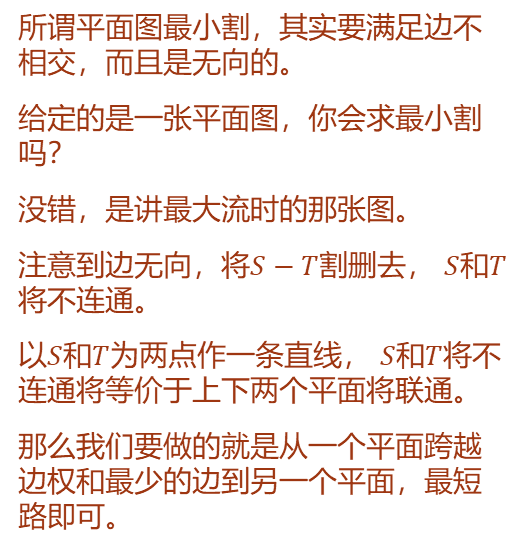 所谓平面图最小割，其实要满足边不
相交，而且是无向的。
给定的是一张平面图，你会求最小割
吗？
没错，是讲最大流时的那张图。
注意到边无向，将S − T割删去， S和T
将不连通。
以S和T为两点作一条直线， S和T将不
连通将等价于上下两个平面将联通。
那么我们要做的就是从一个平面跨越
边权和最少的边到另一个平面，最短
路即可。